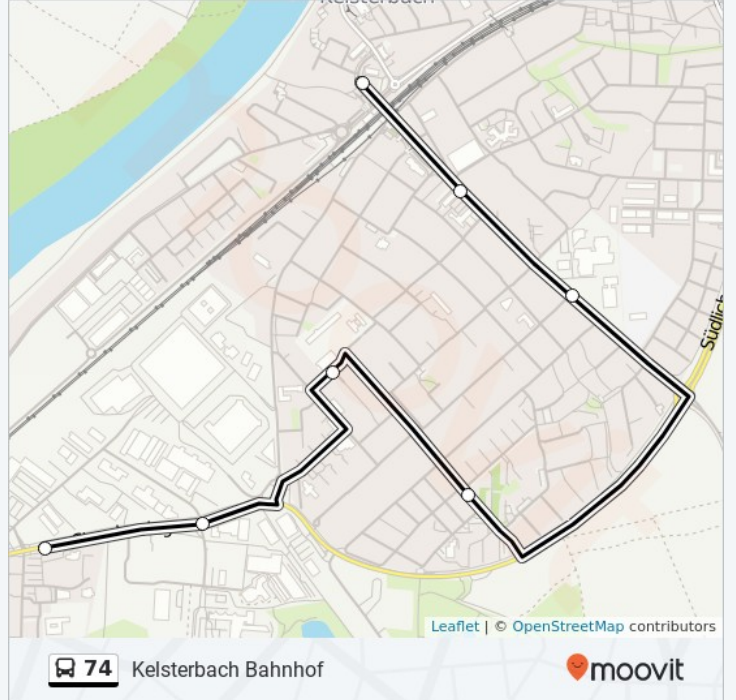 Kelsterbach
Südlich
Leaflet | © OpenStreetMap contributors
74 Kelsterbach Bahnhof
moovit